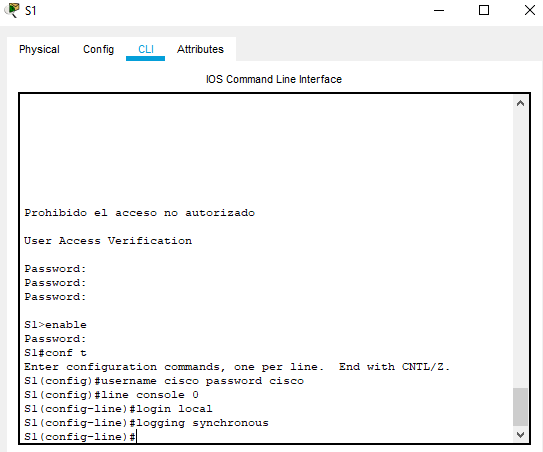 S1
Physical Config CLI Attributes
IOS Command Line Interface
Prohibido el acceso no autorizado
User Access Verification
Password:
Password:
Password:
S1>enable
Password:
S1#conf t
Enter configuration commands, one per line.  End with CNTL/Z.
S1(config)#username cisco password cisco
S1(config)#line console 0
S1(config-line)#login local
S1(config-line)#logging synchronous
S1(config-line)#